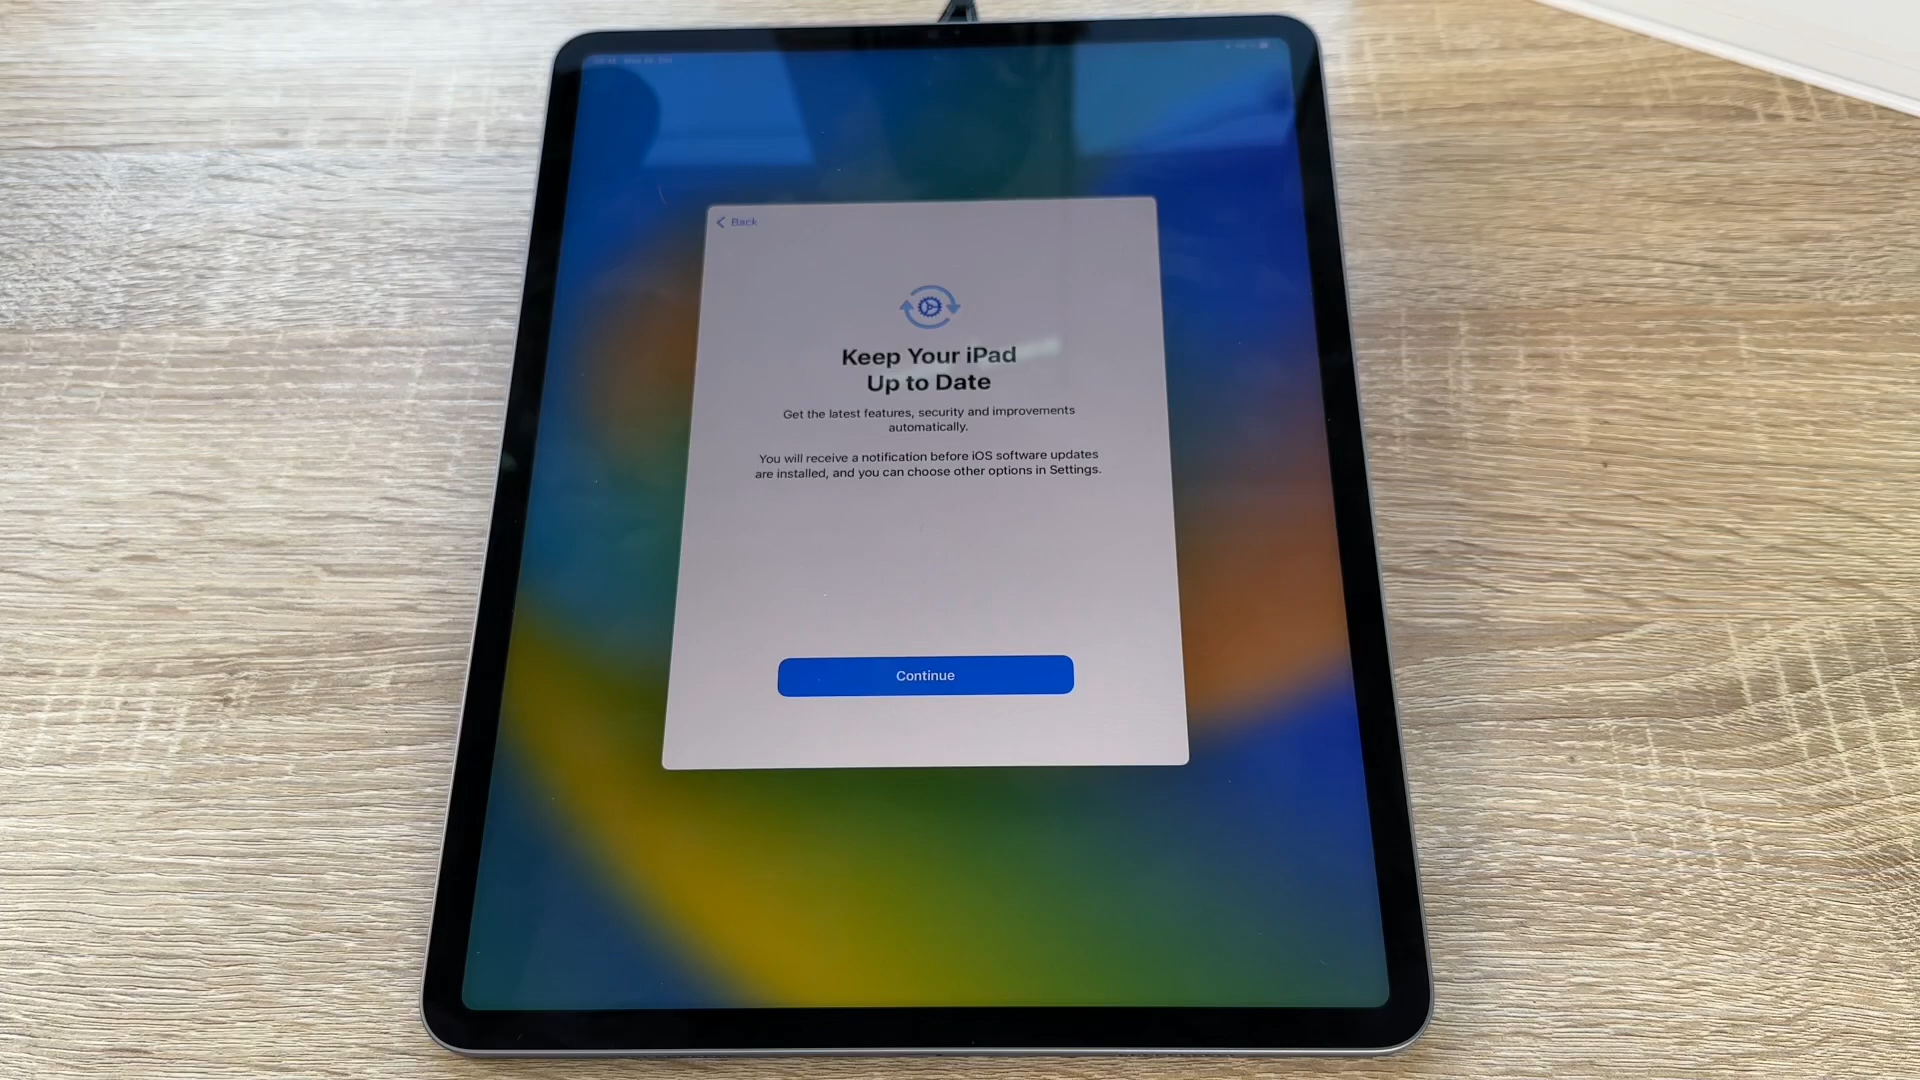 Back
Keep Your iPad
Up to Date
Get the latest features, security and improvements
automatically.
You will receive a notification before iOS software updates
are installed, and you can choose other options in Settings.
Continue